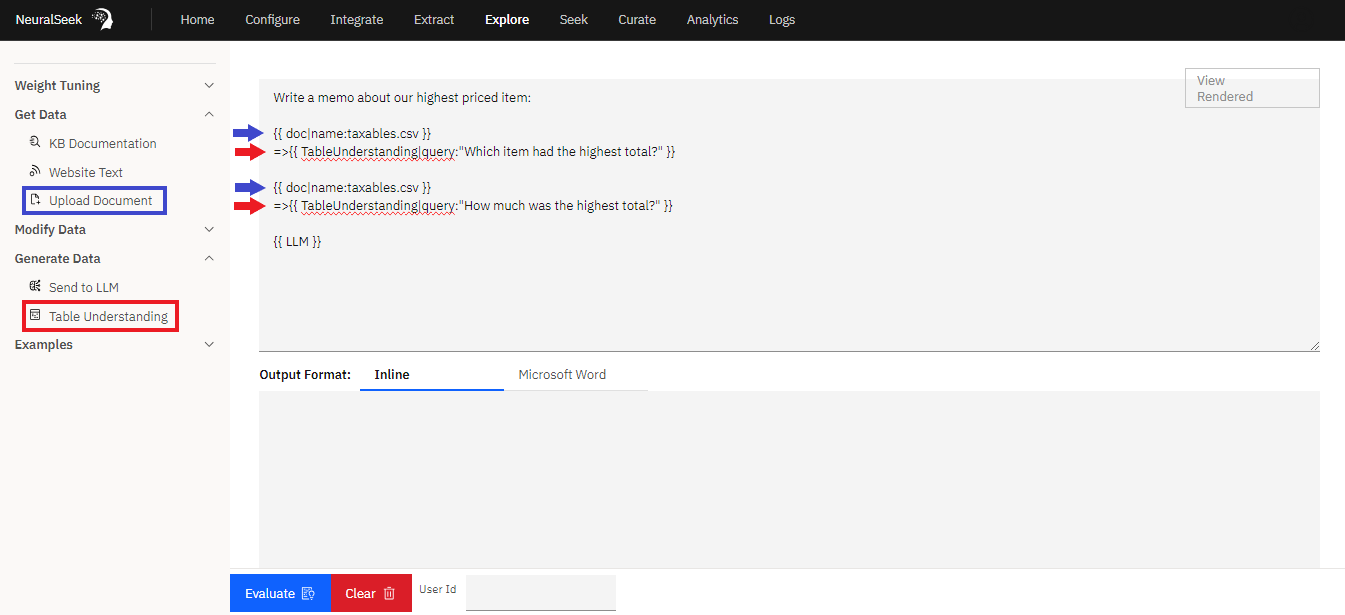 NeuralSeek
Home Configure Integrate Extract Explore Seek Curate Analytics Logs
Weight Tuning
Get Data
KB Documentation
Website Text
Upload Document
Modify Data
Generate Data
Send to LLM
Table Understanding
Examples
View
Rendered
Write a memo about our highest priced item:
{{ doc|name:taxables.csv }}
=>{{ TableUnderstanding|query:"Which item had the highest total?" }}
{{ doc|name:taxables.csv }}
=>{{ TableUnderstanding|query:"How much was the highest total?" }}
{{ LLM }}
Output Format: Inline Microsoft Word
Evaluate Clear User Id